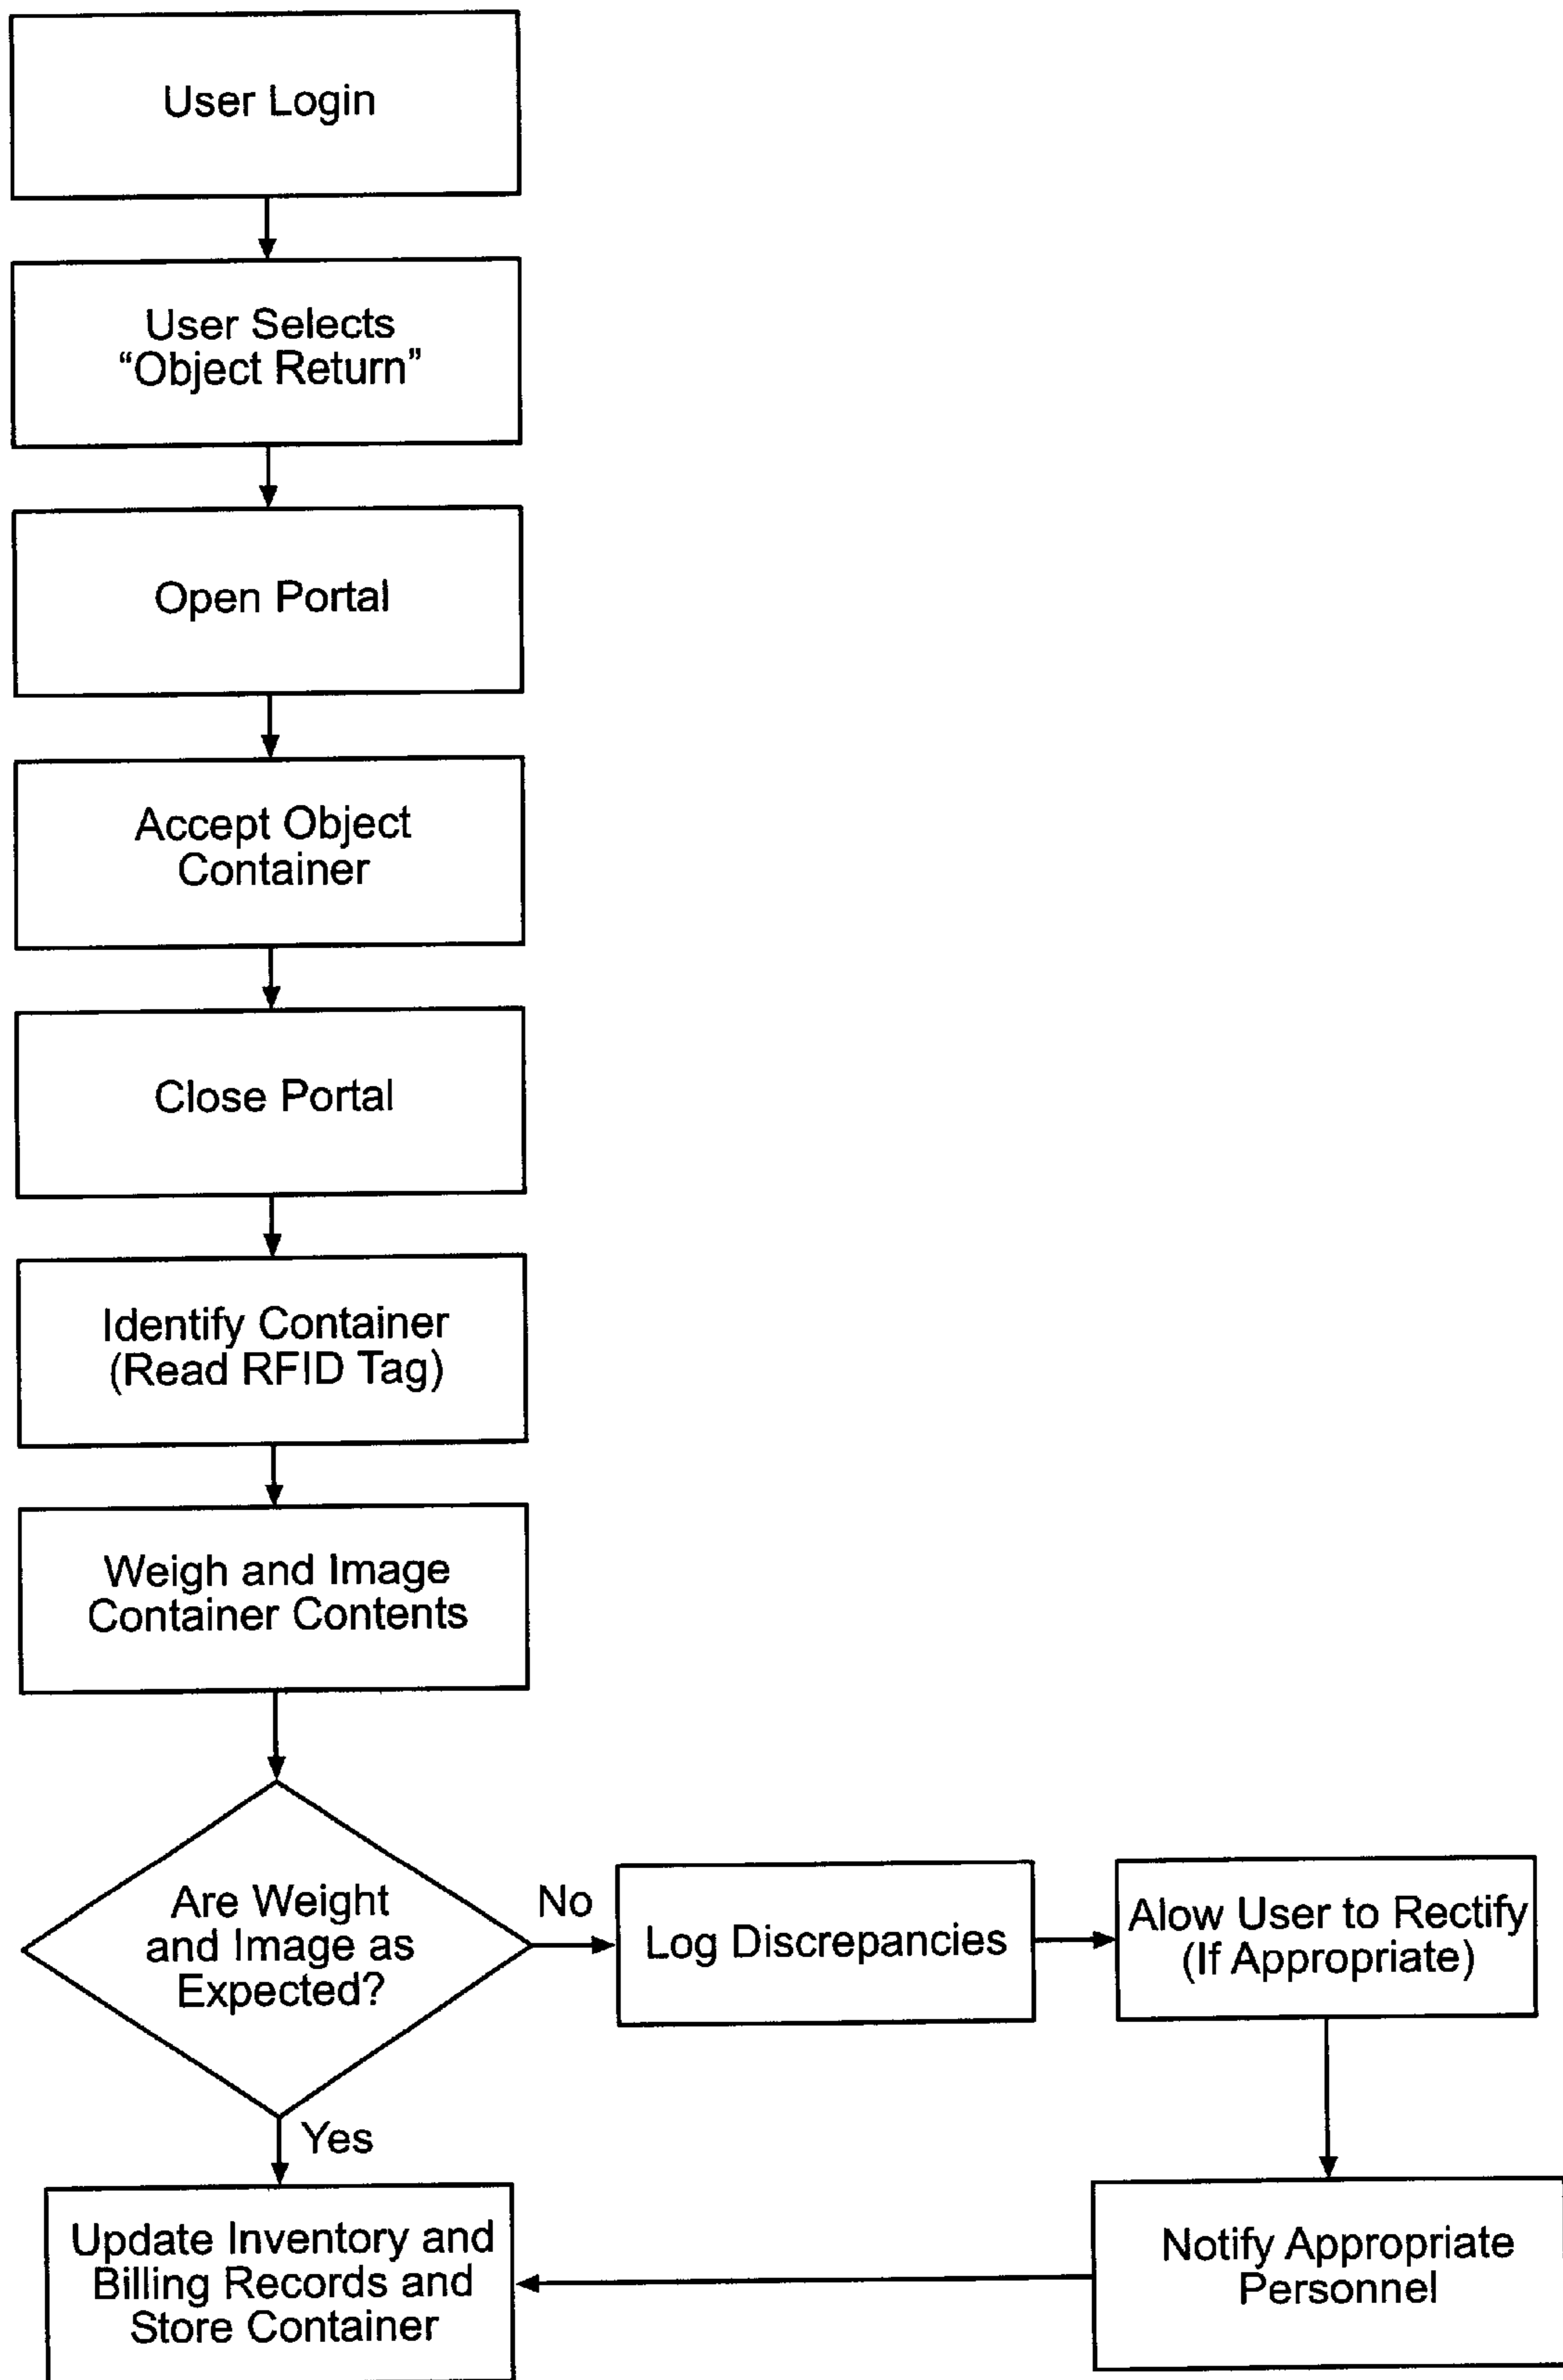 User Login
User Selects
“Object Return”
Open Portal
Accept Object
Container
Close Portal
Identify Container
(Read RFID Tag)
Weigh and Image
Container Contents
Are Weight
and Image as
Expected?
No
Log Discrepancies
Alow User to Rectify
(If Appropriate)
Yes
Update Inventory and
Billing Records and
Store Container
Notify Appropriate
Personnel